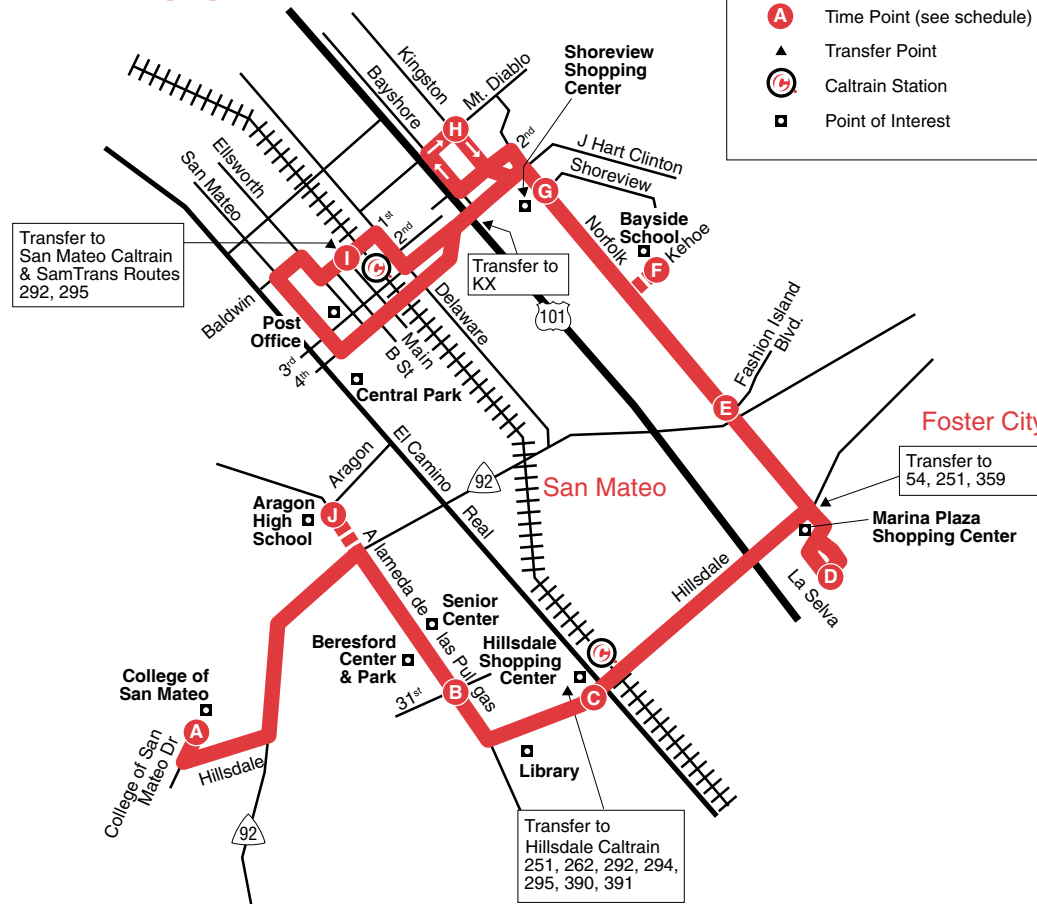 A Time Point (see schedule)
Transfer Point
C Caltrain Station
Point of Interest
Kingston
Bayshore
Mt. Diablo
Shoreview
Shopping
Center
H
2nd
J Hart Clinton
Shoreview
G
Ellsworth
San Mateo
1st
2nd
Norfolk
Bayside
School
Kehoe
F
Transfer to
San Mateo Caltrain
& SamTrans Routes
292, 295
I
C
Transfer to
KX
101
Baldwin
Post
Office
Delaware
Main
B St
3rd
4th
Central Park
Fashion Island
Blvd.
E
Foster City
Aragon
El Camino
Real
92
San Mateo
Transfer to
54, 251, 359
Aragon
High
School
J
Marina Plaza
Shopping Center
Alameda de
las Pulgas
Hillsdale
D
La Selva
Senior
Center
Beresford
Center
& Park
Hillsdale
Shopping
Center
C
31st
B
C
College of
San Mateo
A
College of San
Mateo Dr
Hillsdale
Library
92
Transfer to
Hillsdale Caltrain
251, 262, 292, 294,
295, 390, 391